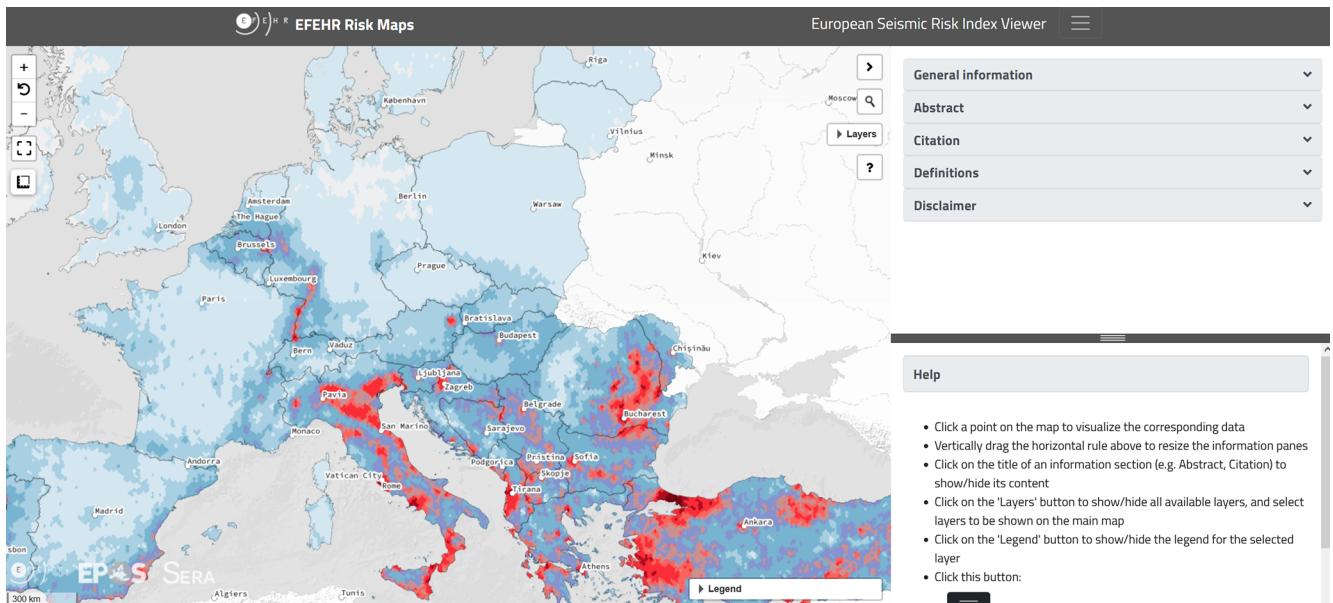 E F E H R EFEHR Risk Maps
European Seismic Risk Index Viewer
Riga
København
Moscow
Vilnius
Layers
Minsk
?
Amsterdam
Berlin
The Hague
Warsaw
London
Brussels
Kiev
Prague
Luxembourg
Paris
Bratislava
Budapest
Bern
Vaduz
Chișinău
Ljubljana
Zagreb
Pavia
Belgrade
Bucharest
San Marino
Sarajevo
Monaco
Andorra
Pristina
Sofia
Podgorica
Skopje
Vatican City
Rome
Tirana
Madrid
Ankara
sbon
Athens
E F EPOS SERA
Legend
300 km
Algiers
Tunis
General information
Abstract
Citation
Definitions
Disclaimer
Help
• Click a point on the map to visualize the corresponding data
• Vertically drag the horizontal rule above to resize the information panes
• Click on the title of an information section (e.g. Abstract, Citation) to
show/hide its content
• Click on the 'Layers' button to show/hide all available layers, and select
layers to be shown on the main map
• Click on the 'Legend' button to show/hide the legend for the selected
layer
• Click this button: